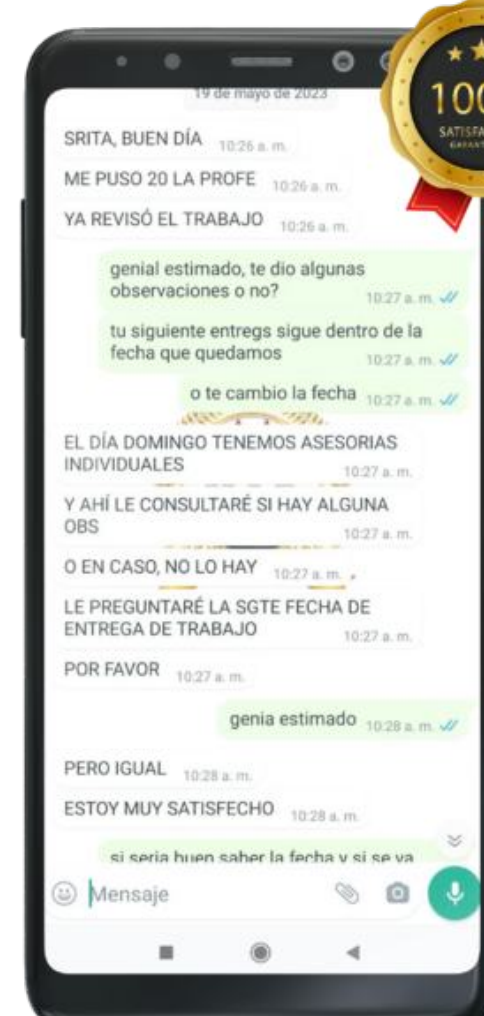 19 de mayo de 2023
100
SATISFA
SRITA, BUEN DÍA 10:26 a. m.
ME PUSO 20 LA PROFE 10:26 a. m.
YA REVISÓ EL TRABAJO 10:26 a. m.
genial estimado, te dio algunas
observaciones o no? 10:27 a. m.
tu siguiente entregs sigue dentro de la
fecha que quedamos 10:27 a. m.
o te cambio la fecha 10:27 a. m.
EL DÍA DOMINGO TENEMOS ASESORIAS
INDIVIDUALES 10:27 a. m.
Y AHÍ LE CONSULTARÉ SI HAY ALGUNA
OBS 10:27 a. m.
O EN CASO, NO LO HAY 10:27 a. m.
LE PREGUNTARÉ LA SGTE FECHA DE
ENTREGA DE TRABAJO 10:27 a. m.
POR FAVOR 10:27 a. m.
genia estimado 10:28 a. m.
PERO IGUAL 10:28 a. m.
ESTOY MUY SATISFECHO 10:28 a. m.
si seria buen saber la fecha y si se va
Mensaje